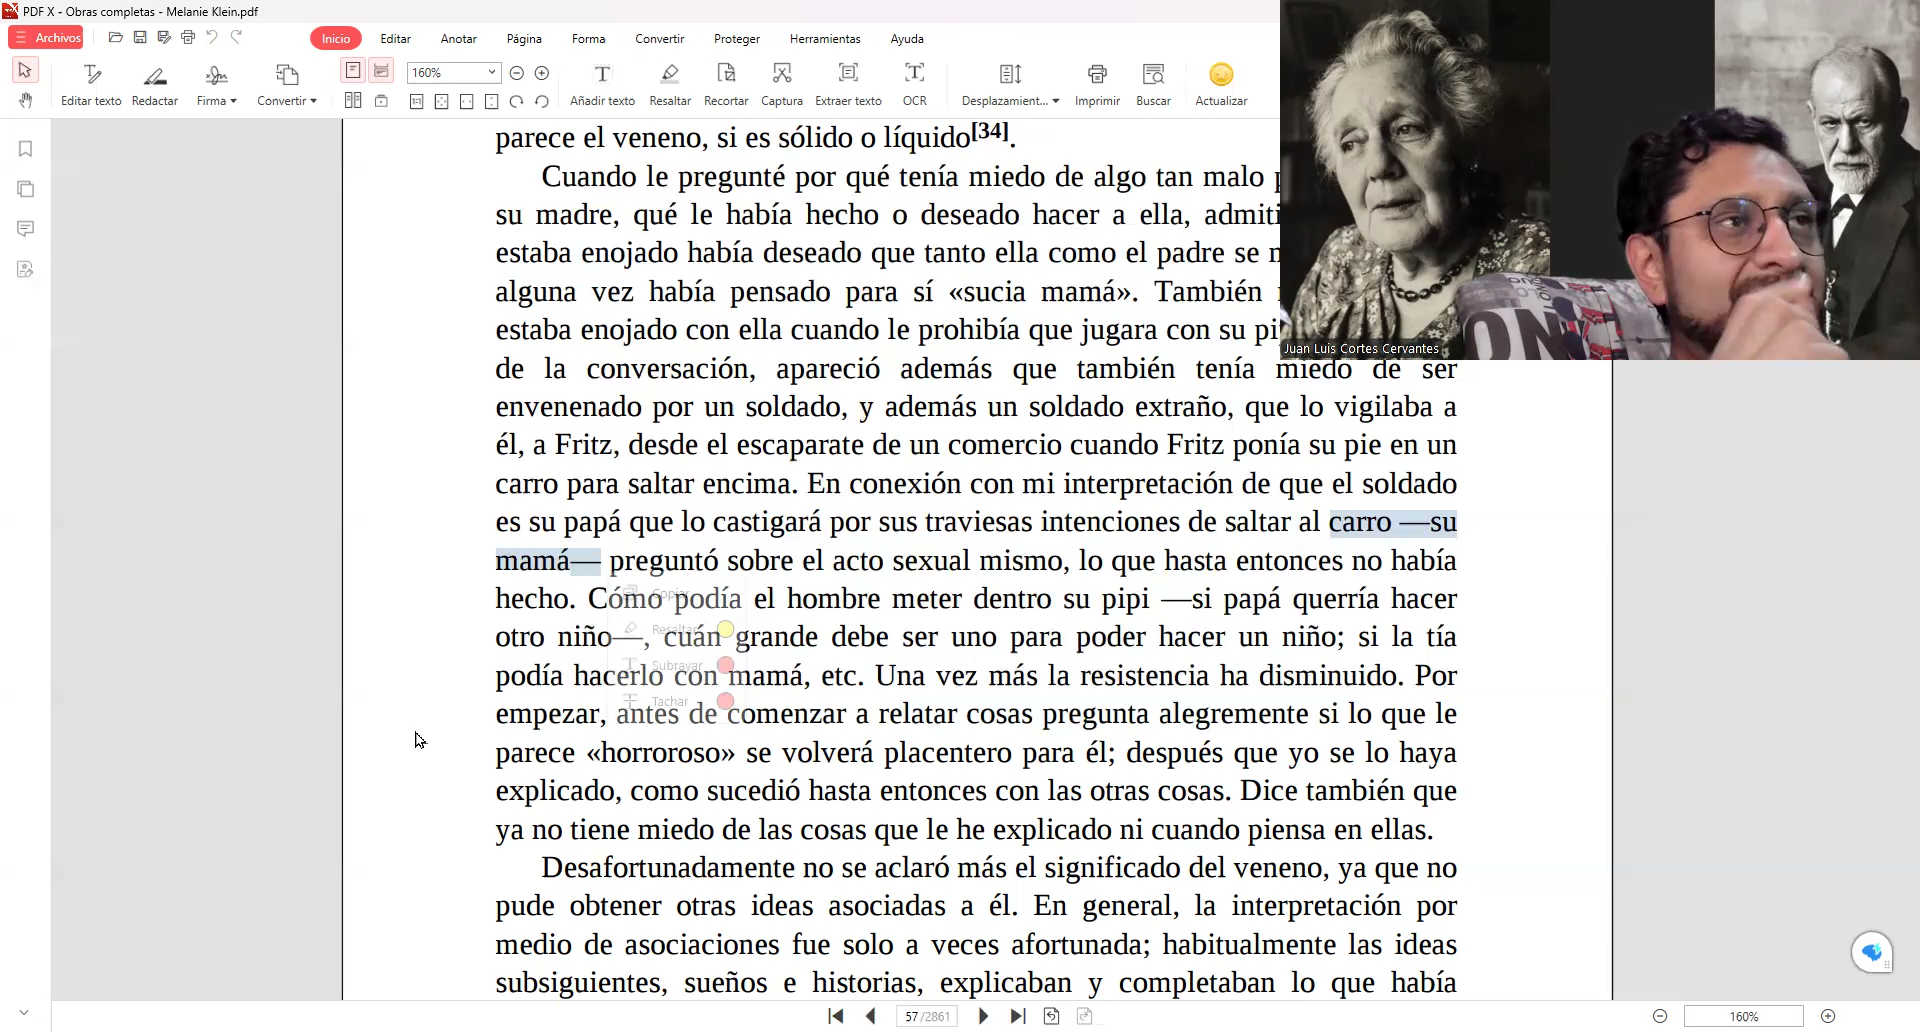 PDF X - Obras completas - Melanie Klein.pdf
Archivos
Inicio
Editar
Anotar
Página
Forma
Convertir
Proteger
Herramientas
Ayuda
160%
Editar texto
Redactar
Firma
Convertir
Añadir texto
Resaltar
Recortar
Captura
Extraer texto
OCR
Desplazamient...
Imprimir
Buscar
Actualizar
parece el veneno, si es sólido o líquido[34].
Cuando le pregunté por qué tenía miedo de algo tan malo
su madre, qué le había hecho o deseado hacer a ella,
estaba enojado había deseado que tanto ella como el padre se
alguna vez había pensado para sí «sucia mamá». También
estaba enojado con ella cuando le prohibía que jugara con su
de la conversación, apareció además que también tenía miedo de ser
envenenado por un soldado, y además un soldado extraño, que lo vigilaba a
él, a Fritz, desde el escaparate de un comercio cuando Fritz ponía su pie en un
carro para saltar encima. En conexión con mi interpretación de que el soldado
es su papá que lo castigará por sus traviesas intenciones de saltar al carro —su
mamá— preguntó sobre el acto sexual mismo, lo que hasta entonces no había
hecho. Cómo podía el hombre meter dentro su pipi —si papá querría hacer
otro niño—, cuán grande debe ser uno para poder hacer un niño; si la tía
podía hacerlo con mamá, etc. Una vez más la resistencia ha disminuido. Por
empezar, antes de comenzar a relatar cosas pregunta alegremente si lo que le
parece «horroroso» se volverá placentero para él; después que yo se lo haya
explicado, como sucedió hasta entonces con las otras cosas. Dice también que
ya no tiene miedo de las cosas que le he explicado ni cuando piensa en ellas.
Desafortunadamente no se aclaró más el significado del veneno, ya que no
pude obtener otras ideas asociadas a él. En general, la interpretación por
medio de asociaciones fue solo a veces afortunada; habitualmente las ideas
subsiguientes, sueños e historias, explicaban y completaban lo que había
Copiar
Resaltar
Subrayar
Tachar
Juan Luis Cortes Cervantes
57 /2861
160%